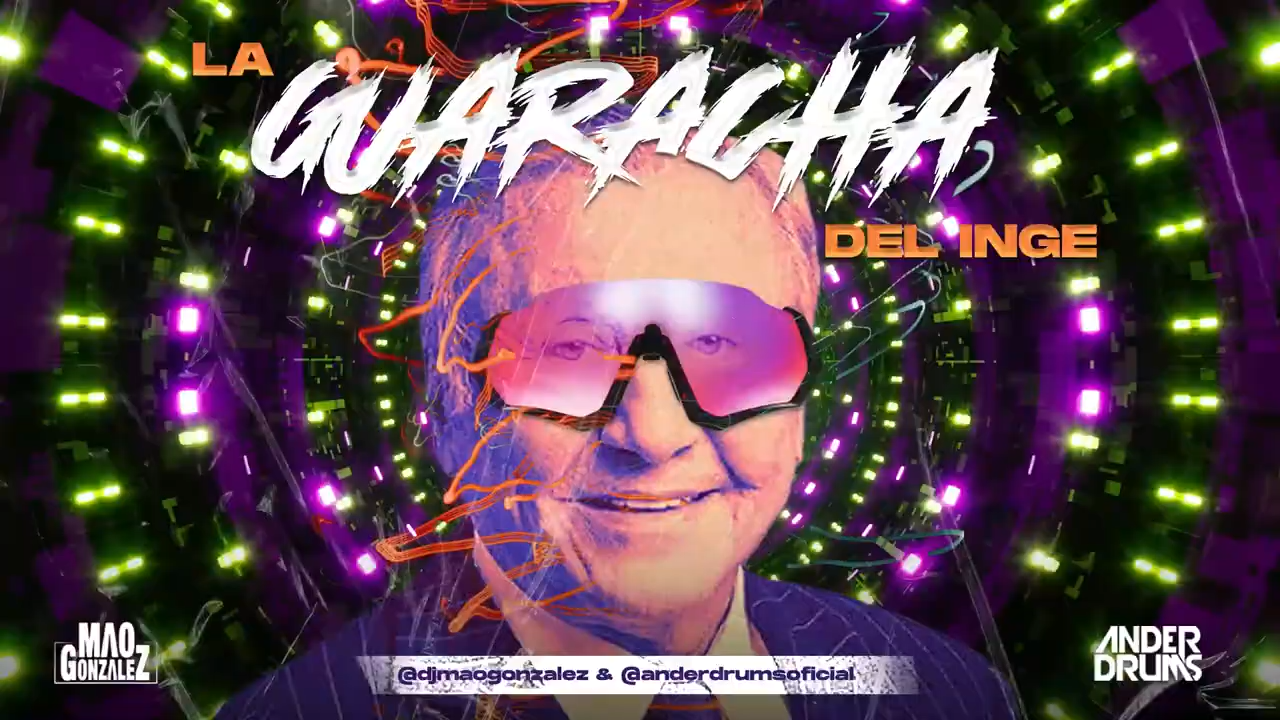 LA
GUARACHA
DEL INGE
MAO
GONZALEZ
@djmaogonzalez & @anderdrumsoficial
ANDER
DRUMS